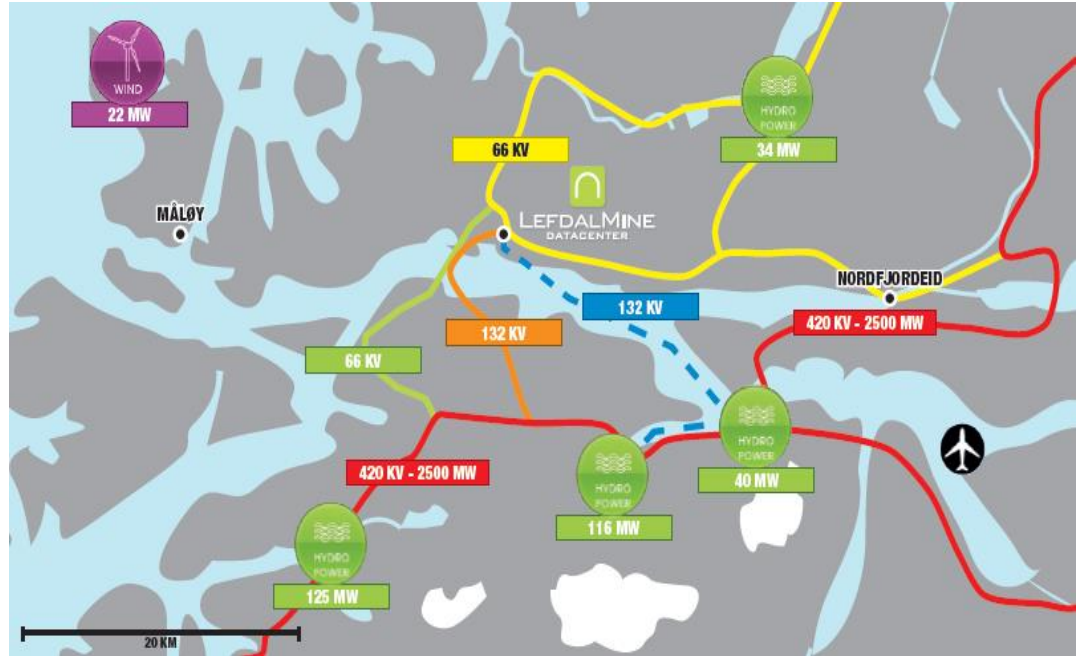 WIND
22 MW
HYDRO
POWER
34 MW
66 KV
LEFDALMINE
DATACENTER
MÅLØY
NORDFJORDEID
132 KV
420 KV - 2500 MW
132 KV
66 KV
HYDRO
POWER
40 MW
420 KV - 2500 MW
HYDRO
POWER
116 MW
HYDRO
POWER
125 MW
20 KM